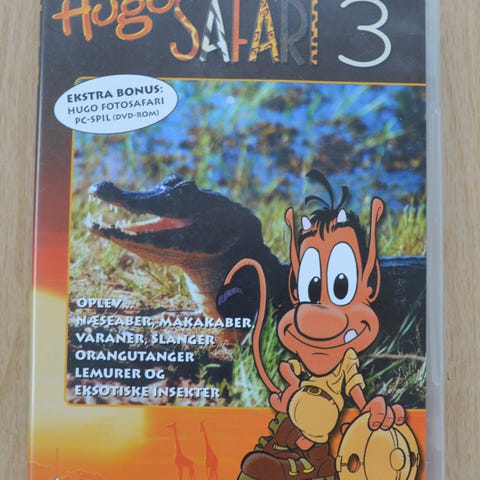 Hugo
SAFARI 3
EKSTRA BONUS:
HUGO FOTOSAFARI
PC-SPIL (DVD-ROM)
OPLEV...
NÆSEABER, MAKAKABER,
VARANER, SLANGER
ORANGUTANGER
LEMURER OG
EKSOTISKE INSEKTER